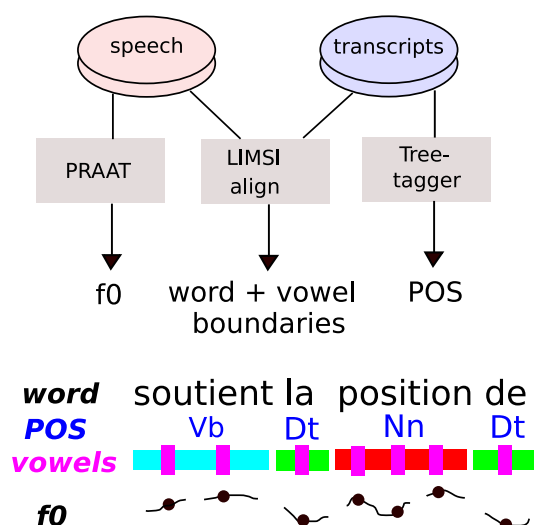 speech
transcripts
PRAAT
LIMSI
align
Tree-
tagger
f0
word + vowel
boundaries
POS
word soutient la position de
POS Vb Dt Nn Dt
vowels
f0